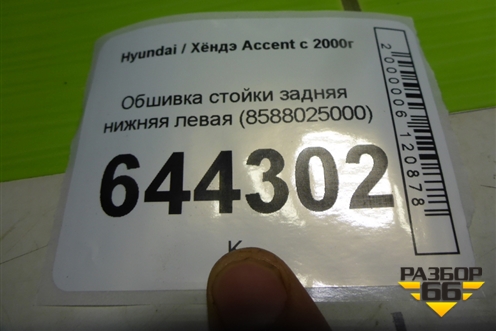 Hyundai / Хёндэ Accent с 2000г
Обшивка стойки задняя
нижняя левая (8588025000)
644302
К
2000006120878
РАЗБОР
66